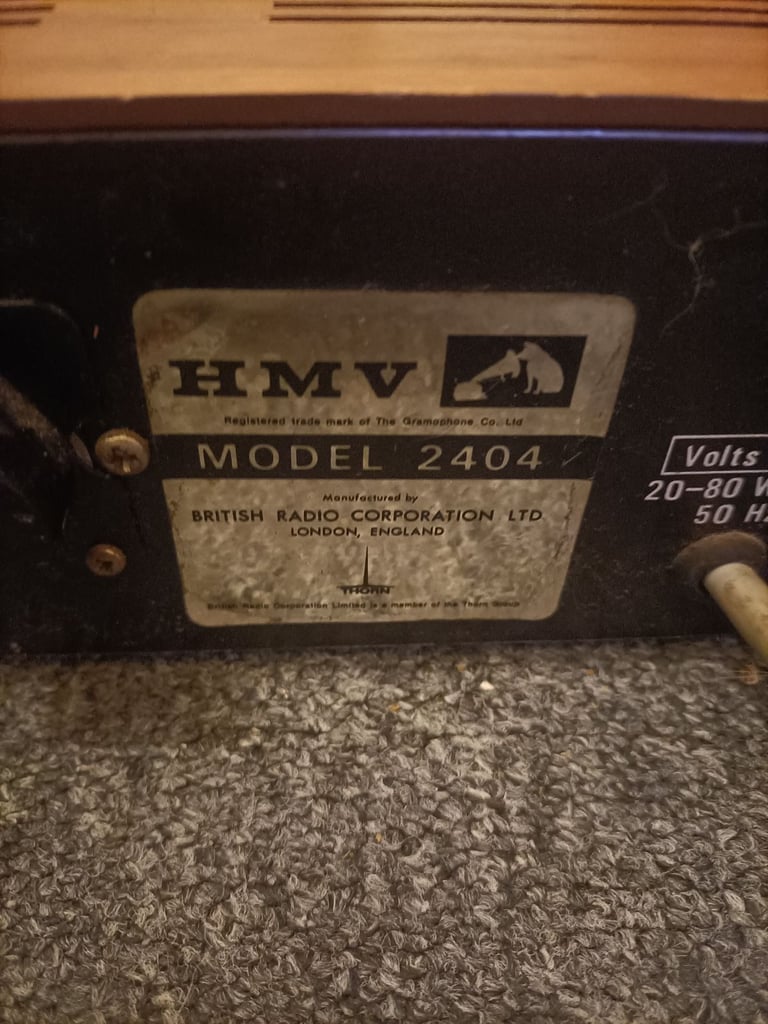 HMV
Registered trade mark of The Gramophone Co. Ltd
MODEL 2404
Manufactured by
BRITISH RADIO CORPORATION LTD
LONDON, ENGLAND
THORN
British Radio Corporation Limited is a member of the Thorn Group
Volts
20-80 W
50 Hz